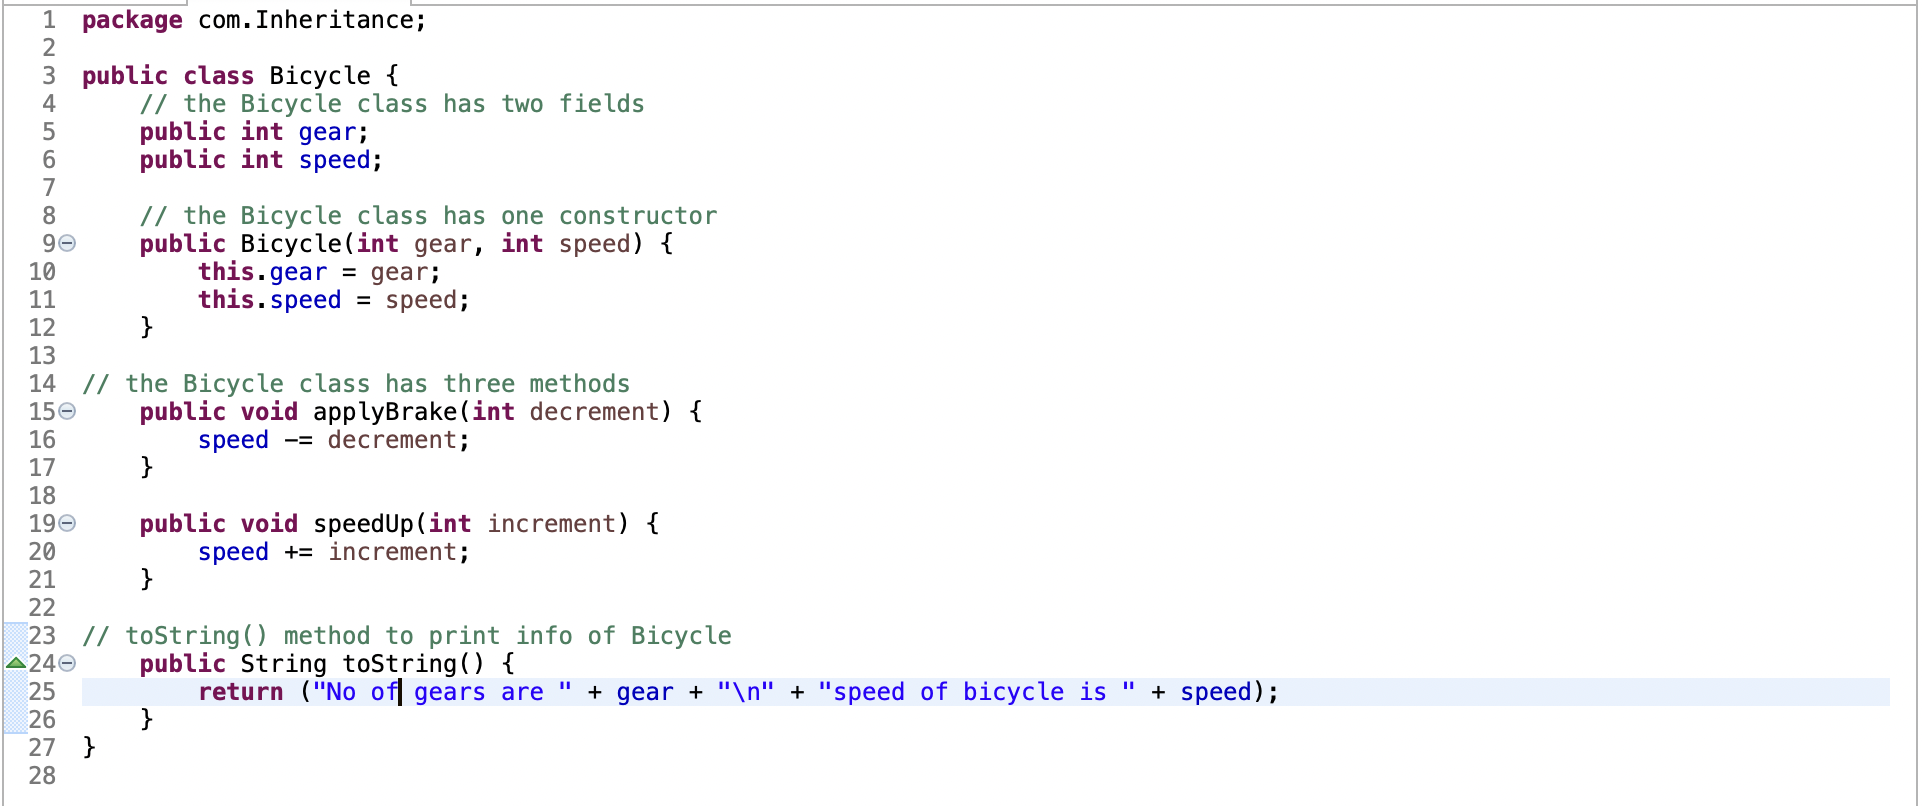 1 package com.Inheritance;
2
3 public class Bicycle {
4     // the Bicycle class has two fields
5     public int gear;
6     public int speed;
7
8     // the Bicycle class has one constructor
9     public Bicycle(int gear, int speed) {
10         this.gear = gear;
11         this.speed = speed;
12     }
13
14 // the Bicycle class has three methods
15     public void applyBrake(int decrement) {
16         speed -= decrement;
17     }
18
19     public void speedUp(int increment) {
20         speed += increment;
21     }
22
23 // toString() method to print info of Bicycle
24     public String toString() {
25         return ("No of gears are " + gear + "\n" + "speed of bicycle is " + speed);
26     }
27 }
28